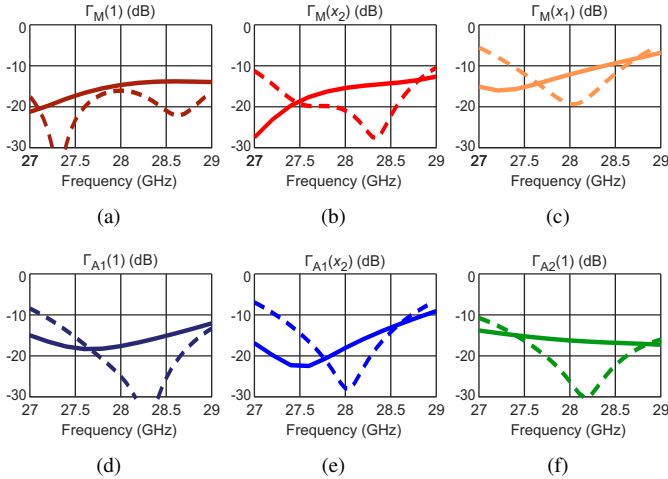 Γ_M(1) (dB) Γ_M(x_2) (dB) Γ_M(x_1) (dB)
0 0 0
-10 -10 -10
-20 -20 -20
-30 -30 -30
27 27.5 28 28.5 29 27 27.5 28 28.5 29 27 27.5 28 28.5 29
Frequency (GHz) Frequency (GHz) Frequency (GHz)
(a) (b) (c)
Γ_A1(1) (dB) Γ_A1(x_2) (dB) Γ_A2(1) (dB)
0 0 0
-10 -10 -10
-20 -20 -20
-30 -30 -30
27 27.5 28 28.5 29 27 27.5 28 28.5 29 27 27.5 28 28.5 29
Frequency (GHz) Frequency (GHz) Frequency (GHz)
(d) (e) (f)